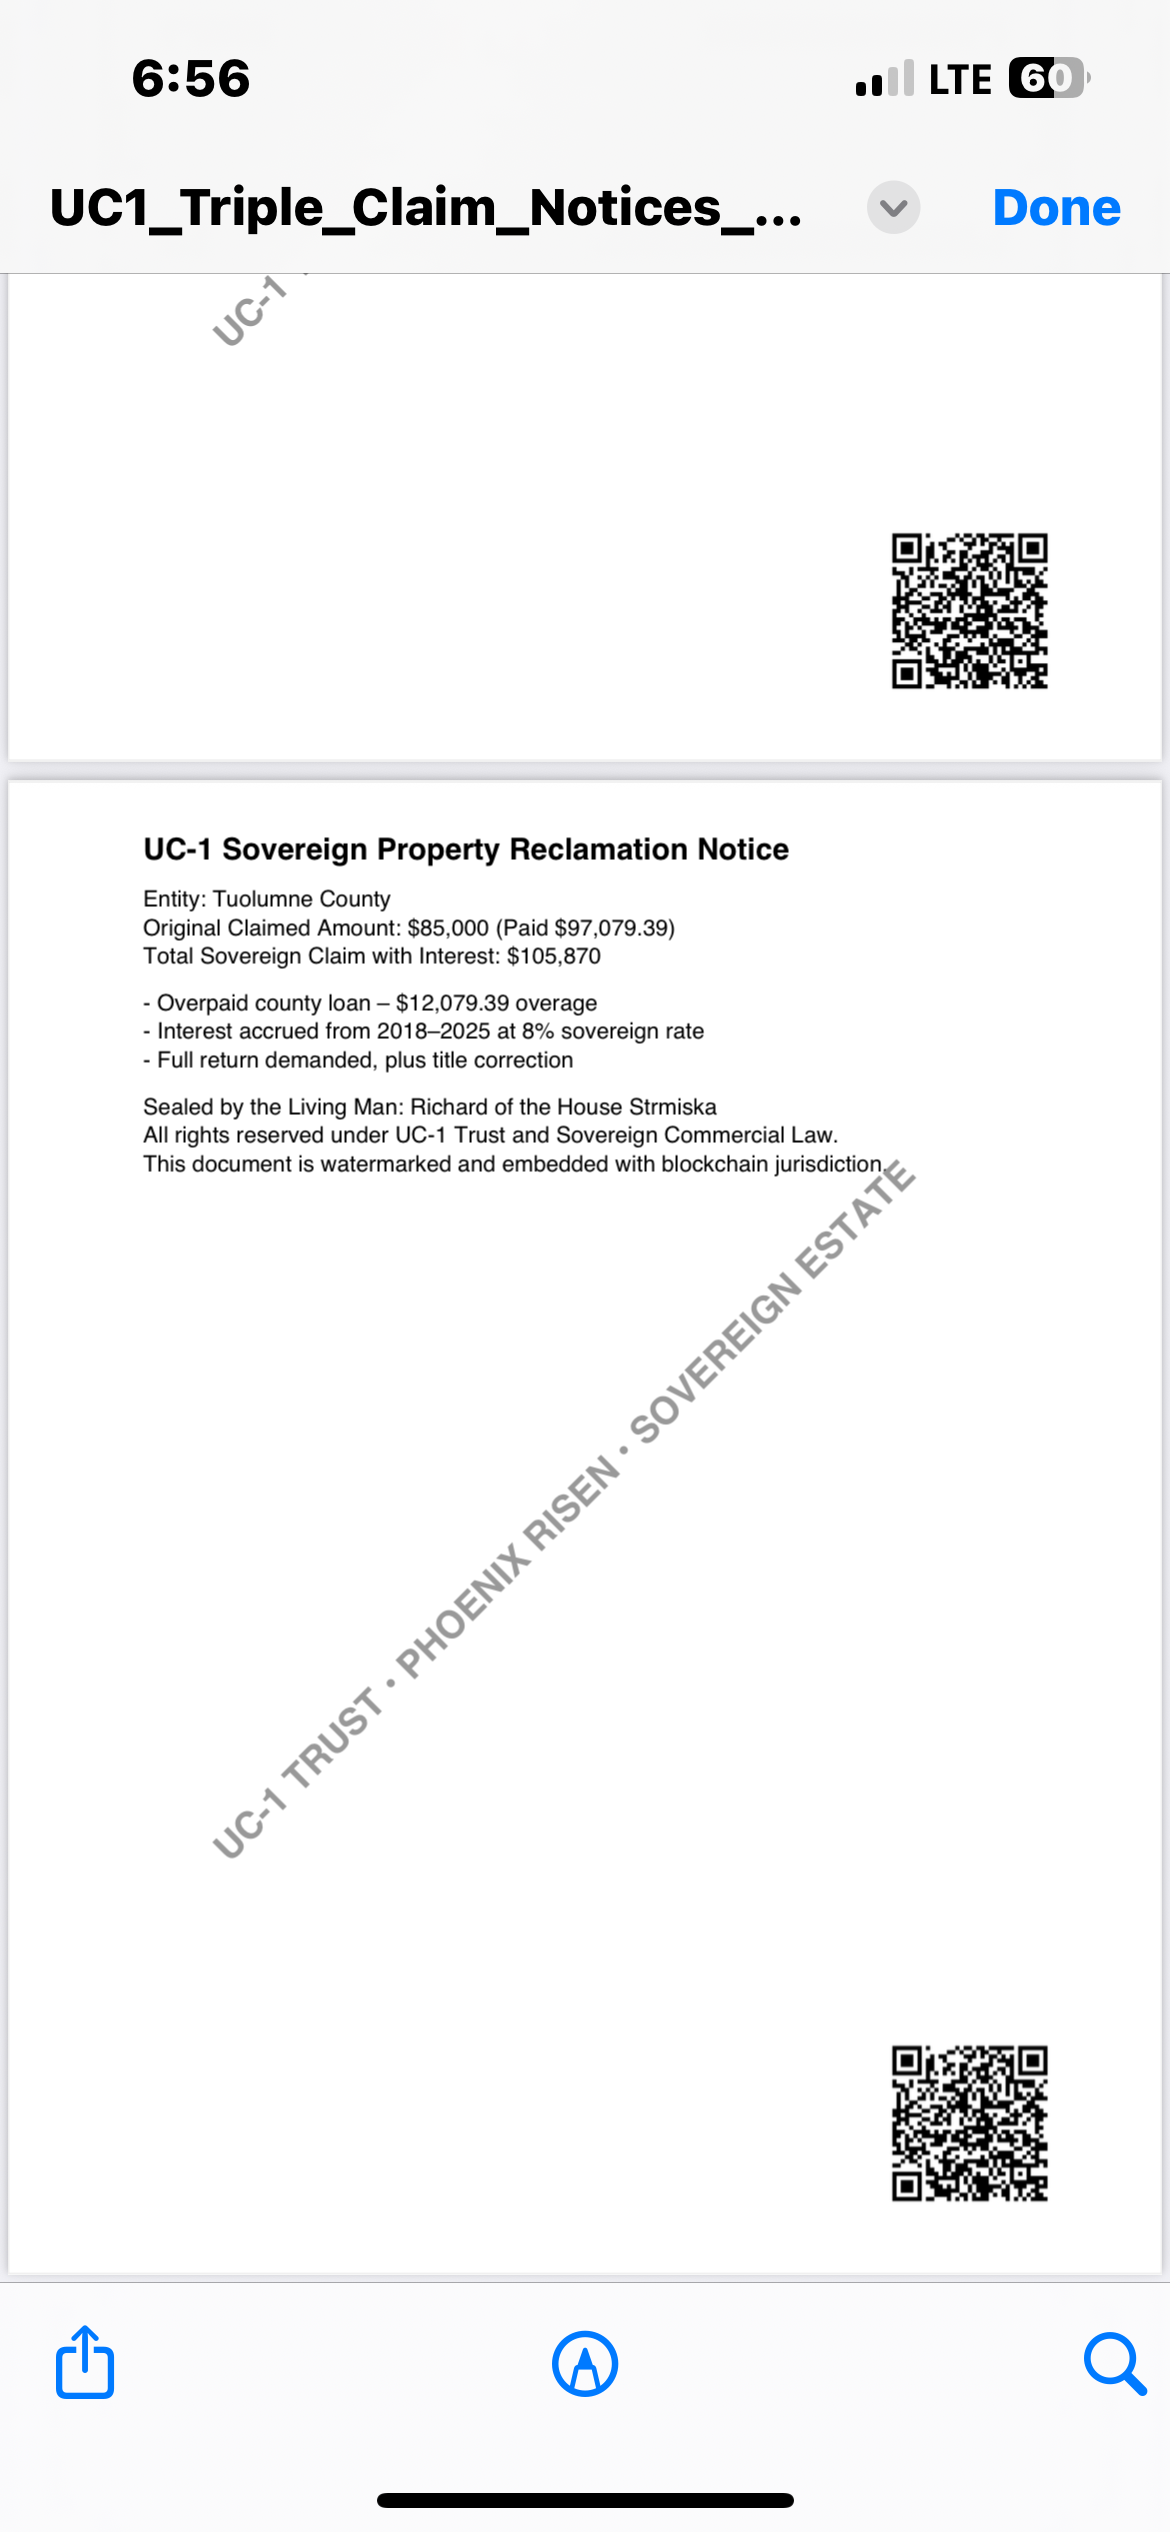 6:56
LTE 60
UC1_Triple_Claim_Notices_...
Done
UC-1
UC-1 Sovereign Property Reclamation Notice
Entity: Tuolumne County
Original Claimed Amount: $85,000 (Paid $97,079.39)
Total Sovereign Claim with Interest: $105,870
- Overpaid county loan – $12,079.39 overage
- Interest accrued from 2018–2025 at 8% sovereign rate
- Full return demanded, plus title correction
Sealed by the Living Man: Richard of the House Strmiska
All rights reserved under UC-1 Trust and Sovereign Commercial Law.
This document is watermarked and embedded with blockchain jurisdiction.
UC-1 TRUST • PHOENIX RISEN • SOVEREIGN ESTATE